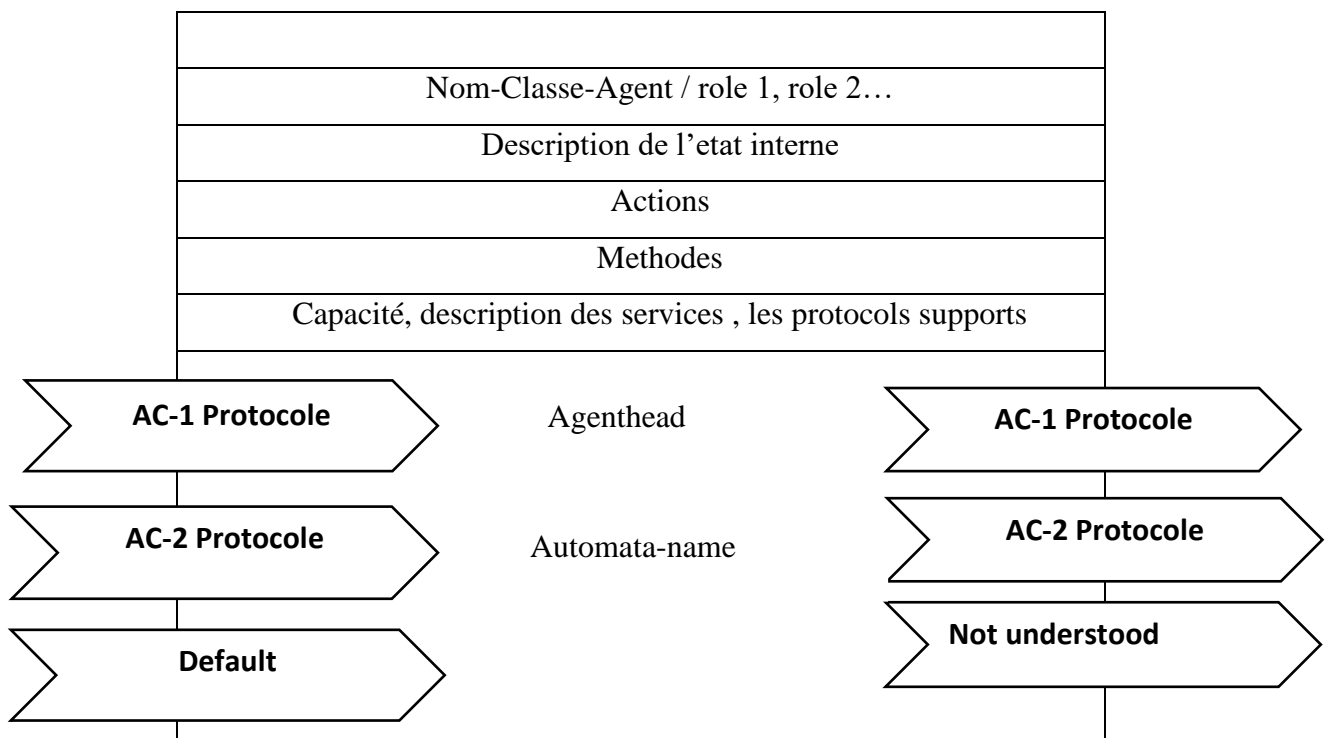 Nom-Classe-Agent / role 1, role 2…
Description de l’etat interne
Actions
Methodes
Capacité, description des services , les protocols supports
AC-1 Protocole
Agenthead
AC-1 Protocole
AC-2 Protocole
Automata-name
AC-2 Protocole
Default
Not understood